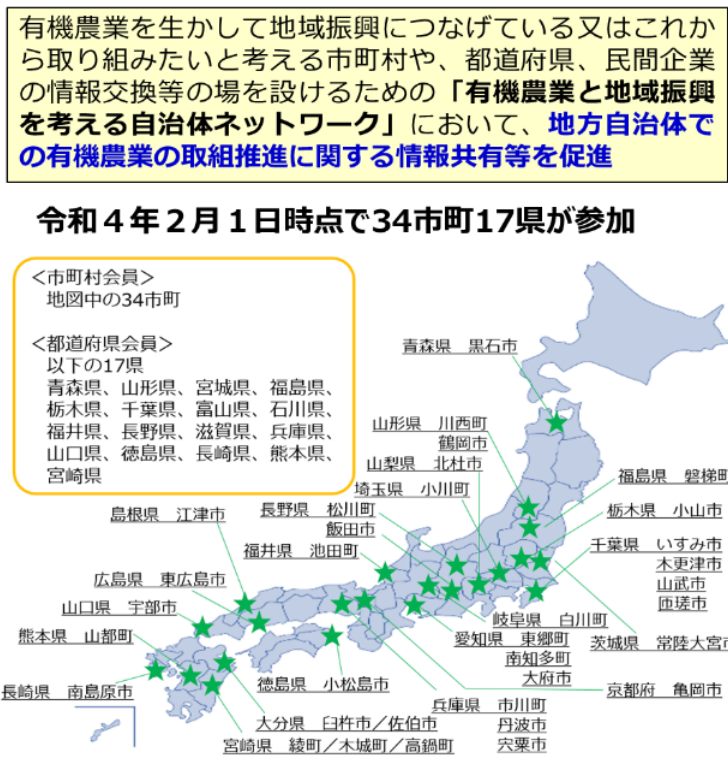 有機農業を生かして地域振興につなげている又はこれか
ら取り組みたいと考える市町村や、都道府県、民間企業
の情報交換等の場を設けるための「有機農業と地域振興
を考える自治体ネットワーク」において、地方自治体で
の有機農業の取組推進に関する情報共有等を促進
令和４年２月１日時点で34市町17県が参加
＜市町村会員＞
地図中の34市町
＜都道府県会員＞
以下の17県
青森県、山形県、宮城県、福島県、
栃木県、千葉県、富山県、石川県、
福井県、長野県、滋賀県、兵庫県、
山口県、徳島県、長崎県、熊本県、
宮崎県
青森県　黒石市
山形県　川西町
鶴岡市
山梨県　北杜市
埼玉県　小川町
長野県　松川町
飯田市
福井県　池田町
島根県　江津市
広島県　東広島市
山口県　宇部市
熊本県　山都町
長崎県　南島原市
福島県　磐梯町
栃木県　小山市
千葉県　いすみ市
木更津市
山武市
匝瑳市
茨城県　常陸大宮市
岐阜県　白川町
愛知県　東郷町
南知多町
大府市
京都府　亀岡市
徳島県　小松島市
兵庫県　市川町
丹波市
宍粟市
大分県　臼杵市／佐伯市
宮崎県　綾町／木城町／高鍋町